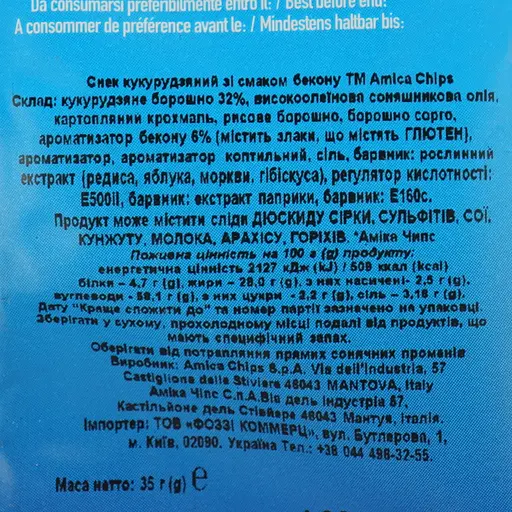 Da consumarsi preferibilmente entro il: / Best before end:
A consommer de préférence avant le: / Mindestens haltbar bis:
Снек кукурудзяний зі смаком бекону ТМ Amica Chips
Склад: кукурудзяне борошно 32%, високоолеїнова соняшникова олія,
картопляний крохмаль, рисове борошно, борошно сорго,
ароматизатор бекону 6% (містить злаки, що містять ГЛЮТЕН),
ароматизатор, ароматизатор коптильний, сіль, барвник: рослинний
екстракт (редиса, яблука, моркви, гібіскуса), регулятор кислотності:
E500ii, барвник: екстракт паприки, барвник: E160c.
Продукт може містити сліди ДІОКСИДУ СІРКИ, СУЛЬФІТІВ, СОЇ,
КУНЖУТУ, МОЛОКА, АРАХІСУ, ГОРІХІВ. *Аміка Чипс
Поживна цінність на 100 г (g) продукту:
енергетична цінність 2127 кДж (kJ) / 509 ккал (kcal)
білки - 4,7 г (g), жири - 28,0 г (g), з них насичені- 2,5 г (g),
вуглеводи - 59,1 г (g), з них цукри - 2,2 г (g), сіль – 3,18 г (g).
Дату "Краще спожити до" та номер партії зазначено на упаковці.
Зберігати у сухому, прохолодному місці подалі від продуктів, що
мають специфічний запах.
Оберігати від потрапляння прямих сонячних променів
Виробник: Amica Chips S.p.A. Via dell'Industria, 57
Castiglione delle Stiviere 46043 MANTOVA, Italy
Аміка Чіпс С.п.А.Віа дель Індустрія 57,
Кастільйоне дель Стівієре 46043 Мантуя, Італія.
Імпортер: ТОВ «ФОЗЗІ КОММЕРЦ», вул. Бутлерова, 1,
м. Київ, 02090. Україна Тел.: +38 044 496-32-55.
Маса нетто: 35 г (g) ℮